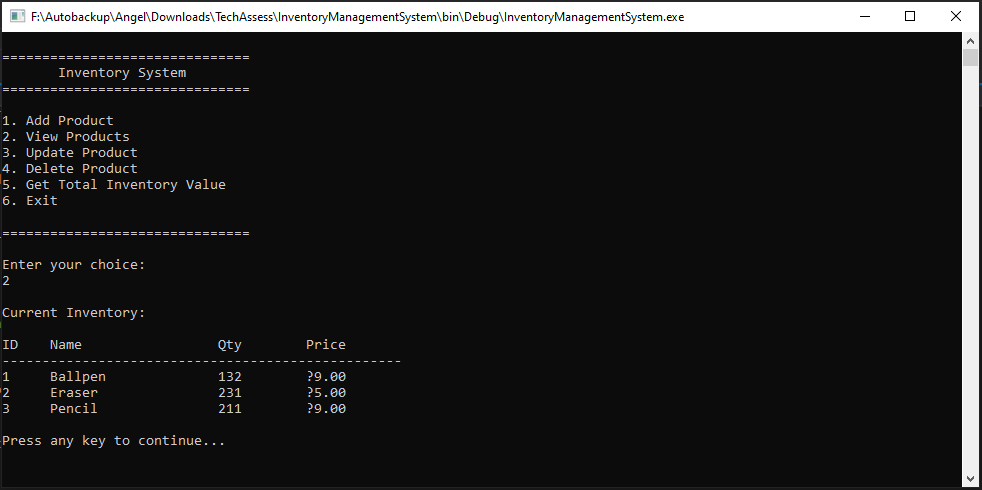 F:\Autobackup\Angel\Downloads\TechAssess\InventoryManagementSystem\bin\Debug\InventoryManagementSystem.exe
===============================
Inventory System
===============================
1. Add Product
2. View Products
3. Update Product
4. Delete Product
5. Get Total Inventory Value
6. Exit
===============================
Enter your choice:
2
Current Inventory:
ID Name Qty Price
--------------------------------------------------
1 Ballpen 132 ?9.00
2 Eraser 231 ?5.00
3 Pencil 211 ?9.00
Press any key to continue...